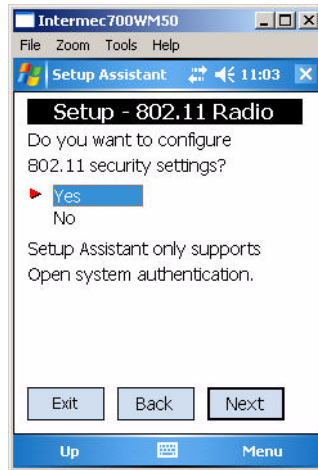 Intermec700WM50
File Zoom Tools Help
Setup Assistant 11:03
Setup - 802.11 Radio
Do you want to configure
802.11 security settings?
Yes
No
Setup Assistant only supports
Open system authentication.
Exit Back Next
Up Menu